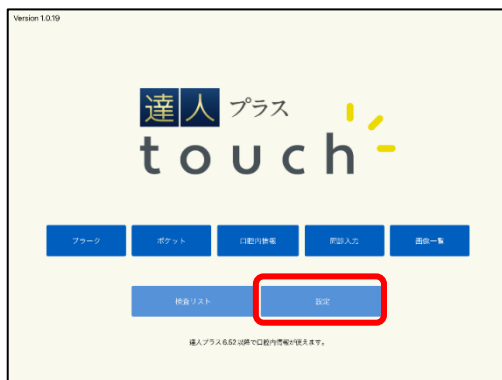 Version 1.0.19
達人プラス
touch
プラーク ポケット 口腔内情報 問診入力 画像一覧
検査リスト 設定
達人プラス6.52以降で口腔内情報が使えます。